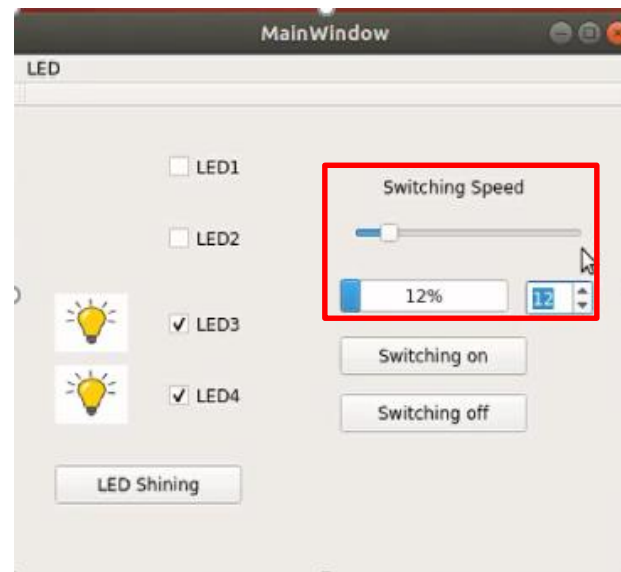 MainWindow
LED
LED1
Switching Speed
LED2
12%
12
LED3
Switching on
LED4
Switching off
LED Shining